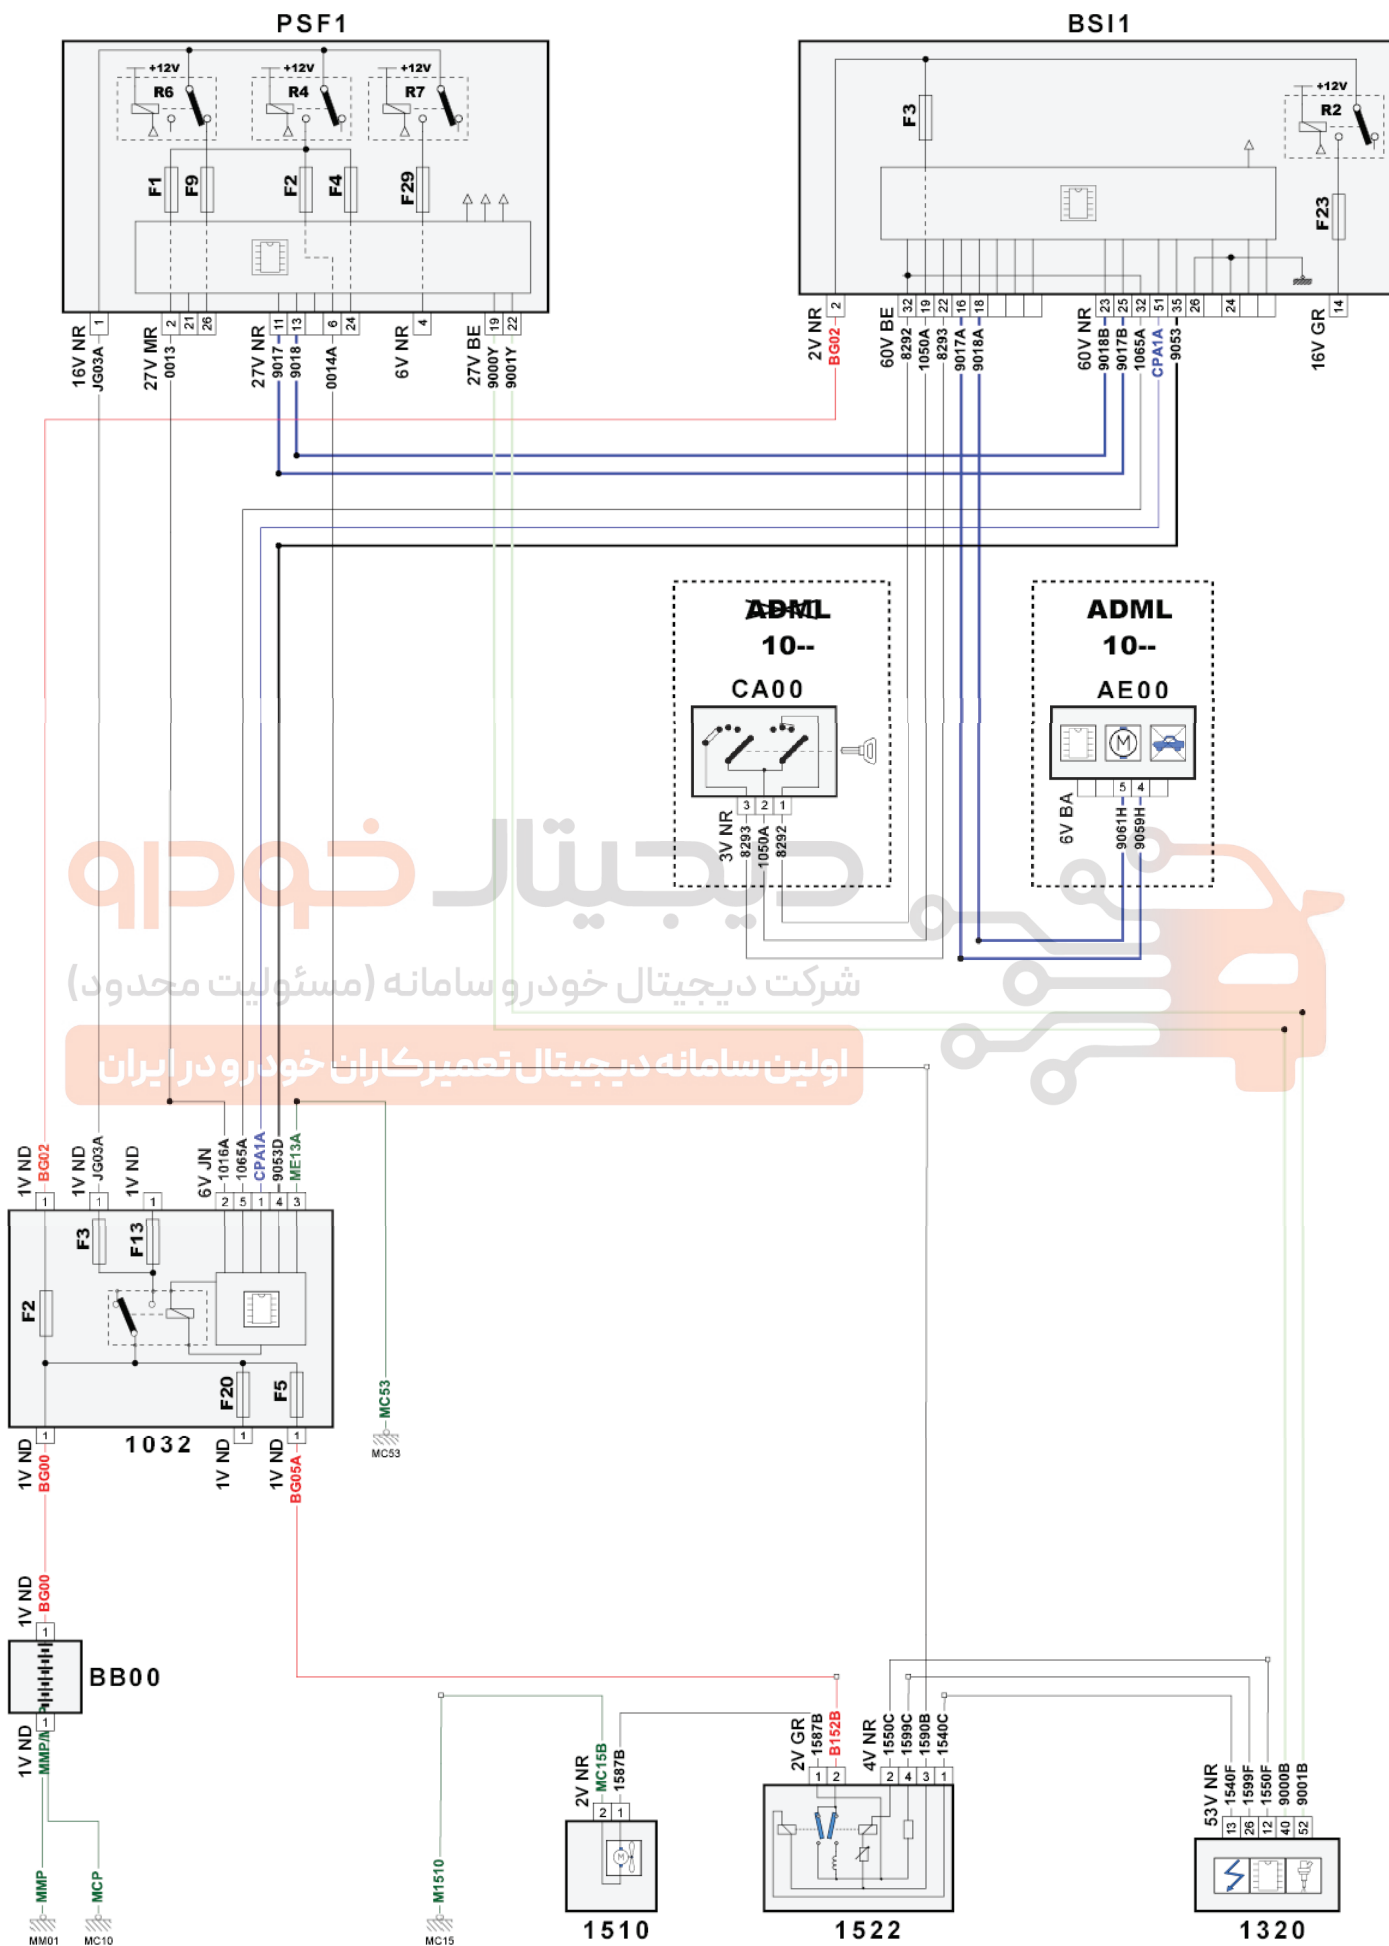 PSF1
BSI1
+12V
+12V
+12V
R6
R4
R7
F3
+12V
R2
F1
F9
F2
F4
F29
F23
1
2
21
26
11
13
6
24
4
19
22
2
32
19
22
16
18
23
25
32
51
35
26
24
14
16V NR
JG03A
27V MR
0013
27V NR
9017
9018
0014A
6V NR
27V BE
9000Y
9001Y
2V NR
BG02
60V BE
8292
1050A
8293
9017A
9018A
60V NR
9018B
9017B
1065A
CPA1A
9053
16V GR
ADML
10--
CA00
ADML
10--
AE00
M
3
2
1
5
4
3V NR
8293
1050A
8292
6V BA
9061H
9059H
دیجیتال خودرو
شرکت دیجیتال خودرو سامانه (مسئولیت محدود)
اولین سامانه دیجیتال تعمیرکاران خودرو در ایران
1V ND
BG02
1V ND
JG03A
1V ND
6V JN
1016A
1065A
CPA1A
9053D
ME13A
1
1
1
2
5
1
4
3
F3
F13
F2
F20
F5
1
1
1
1032
1V ND
BG00
1V ND
1V ND
BG05A
MC53
MC53
1V ND
BG00
1
BB00
1
1V ND
MMP
MCP
MM01
MC10
M1510
MC15
2V NR
MC15B
1587B
2
1
M
1510
2V GR
1587B
B152B
4V NR
1550C
1599C
1590B
1540C
1
2
2
4
3
1
1522
53V NR
1540F
1599F
1550F
9000B
9001B
13
26
12
40
52
1320